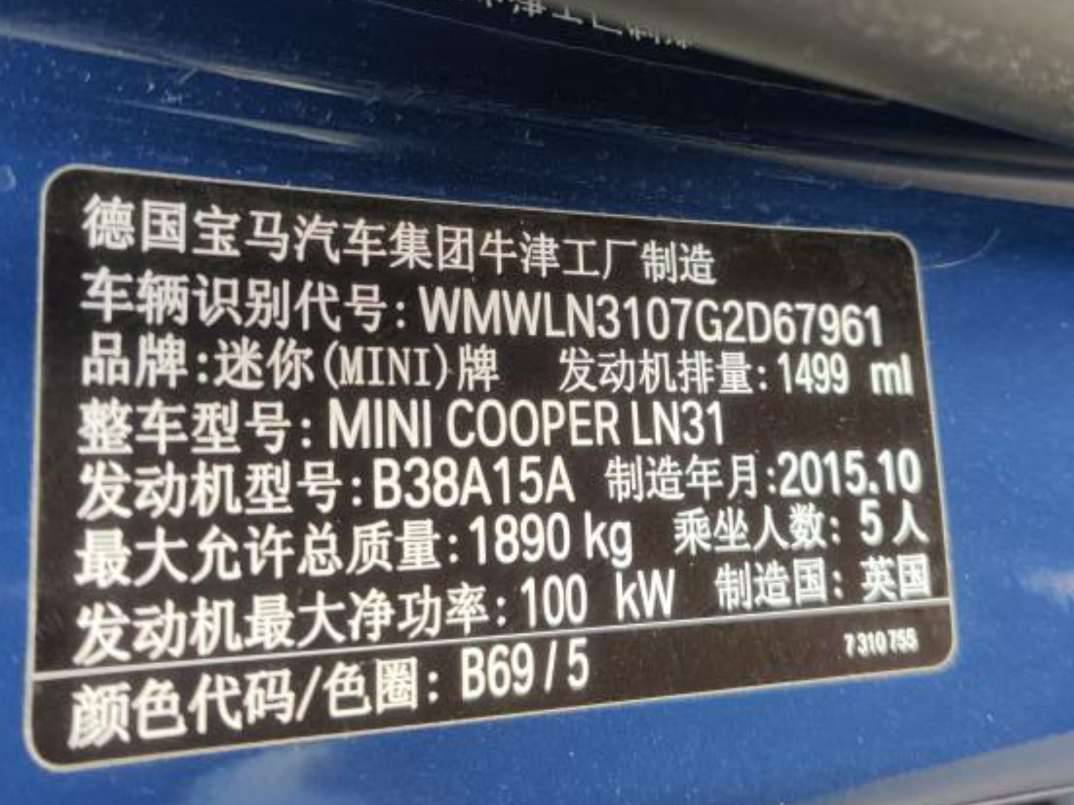 德国宝马汽车集团牛津工厂制造
车辆识别代号: WMWLN3107G2D67961
品牌:迷你(MINI)牌 发动机排量: 1499 ml
整车型号: MINI COOPER LN31
发动机型号: B38A15A 制造年月:2015.10
最大允许总质量: 1890 kg 乘坐人数: 5人
发动机最大净功率: 100 kW 制造国: 英国
颜色代码/色圈: B69/5
7310755